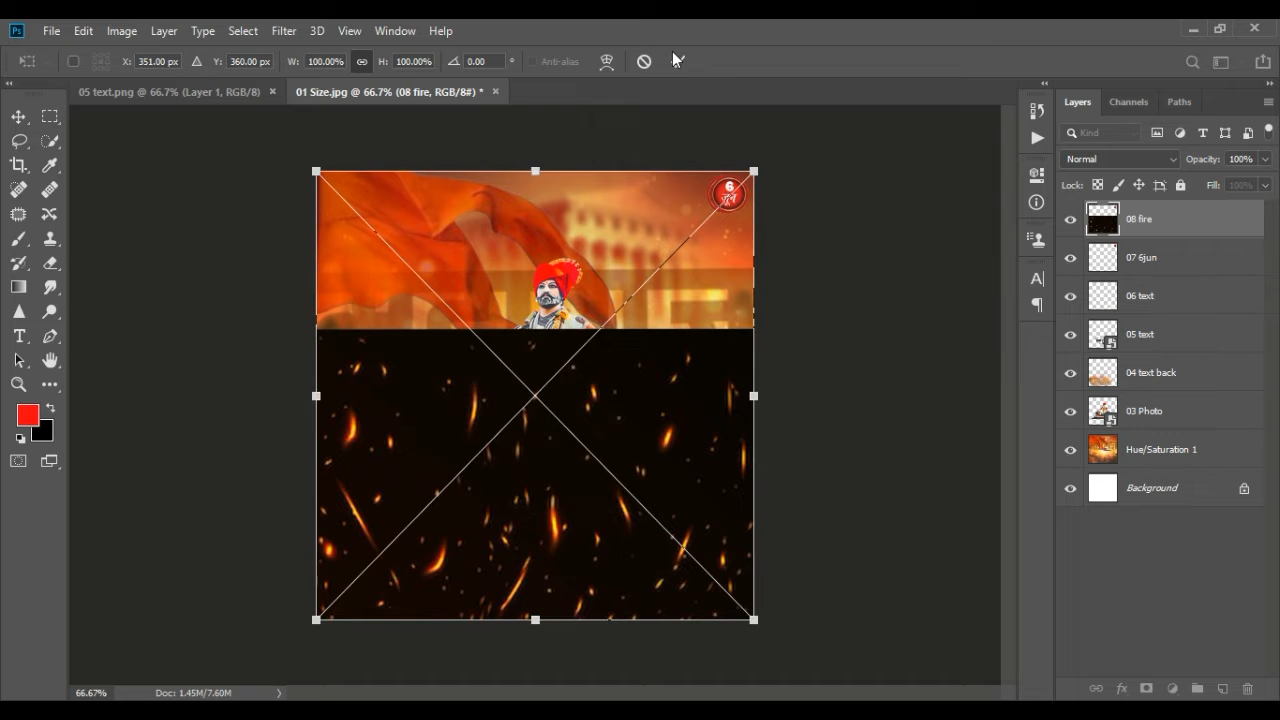 Ps File Edit Image Layer Type Select Filter 3D View Window Help
X: 351.00 px Y: 360.00 px W: 100.00% H: 100.00% 0.00 ° Anti-alias
05 text.png @ 66.7% (Layer 1, RGB/8) × 01 Size.jpg @ 66.7% (08 fire, RGB/8#) * ×
Layers Channels Paths
Kind
Normal Opacity: 100%
Lock: Fill: 100%
6
जून
08 fire
07 6jun
06 text
05 text
04 text back
03 Photo
Hue/Saturation 1
Background
66.67% Doc: 1.45M/7.60M